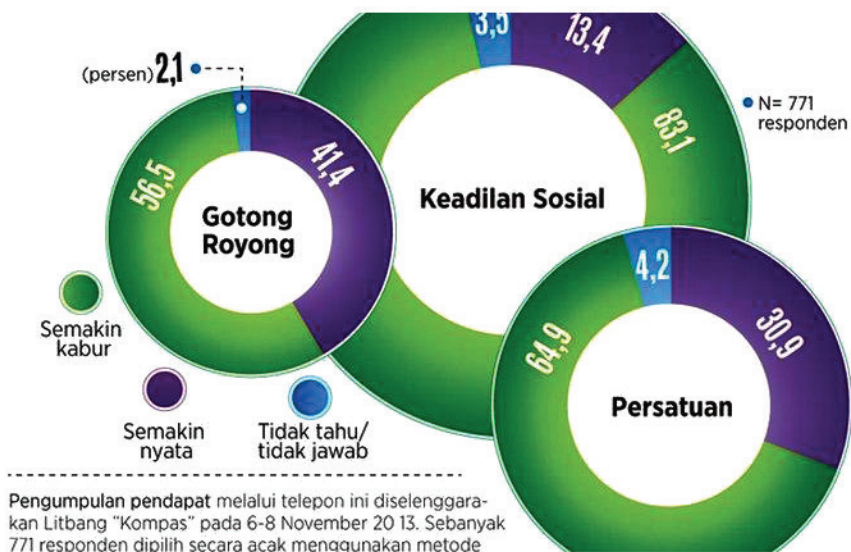 (persen) 2,1
56,5
41,4
Gotong
Royong
3,5
13,4
83,1
Keadilan Sosial
N= 771
responden
4,2
30,9
64,9
Persatuan
Semakin
kabur
Semakin
nyata
Tidak tahu/
tidak jawab
Pengumpulan pendapat melalui telepon ini diselenggara-
kan Litbang "Kompas" pada 6-8 November 20 13. Sebanyak
771 responden dipilih secara acak menggunakan metode